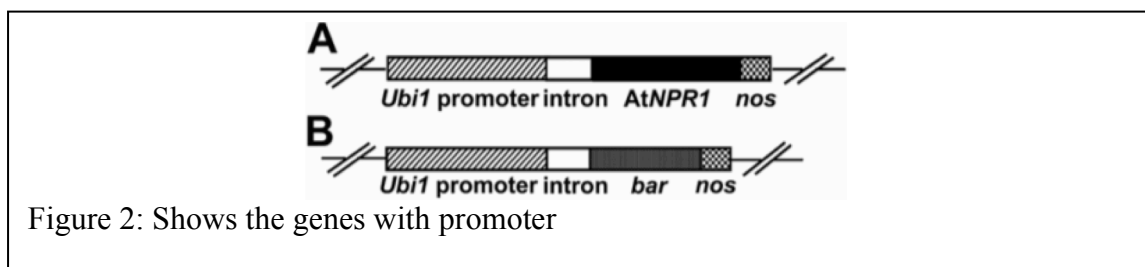 A
Ubi1 promoter intron AtNPR1 nos
B
Ubi1 promoter intron bar nos
Figure 2: Shows the genes with promoter